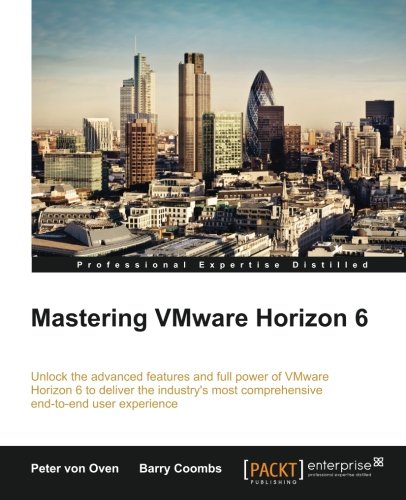 Professional Expertise Distilled
Mastering VMware Horizon 6
Unlock the advanced features and full power of VMware
Horizon 6 to deliver the industry's most comprehensive
end-to-end user experience
Peter von Oven Barry Coombs
[PACKT] enterprise
PUBLISHING professional expertise distilled